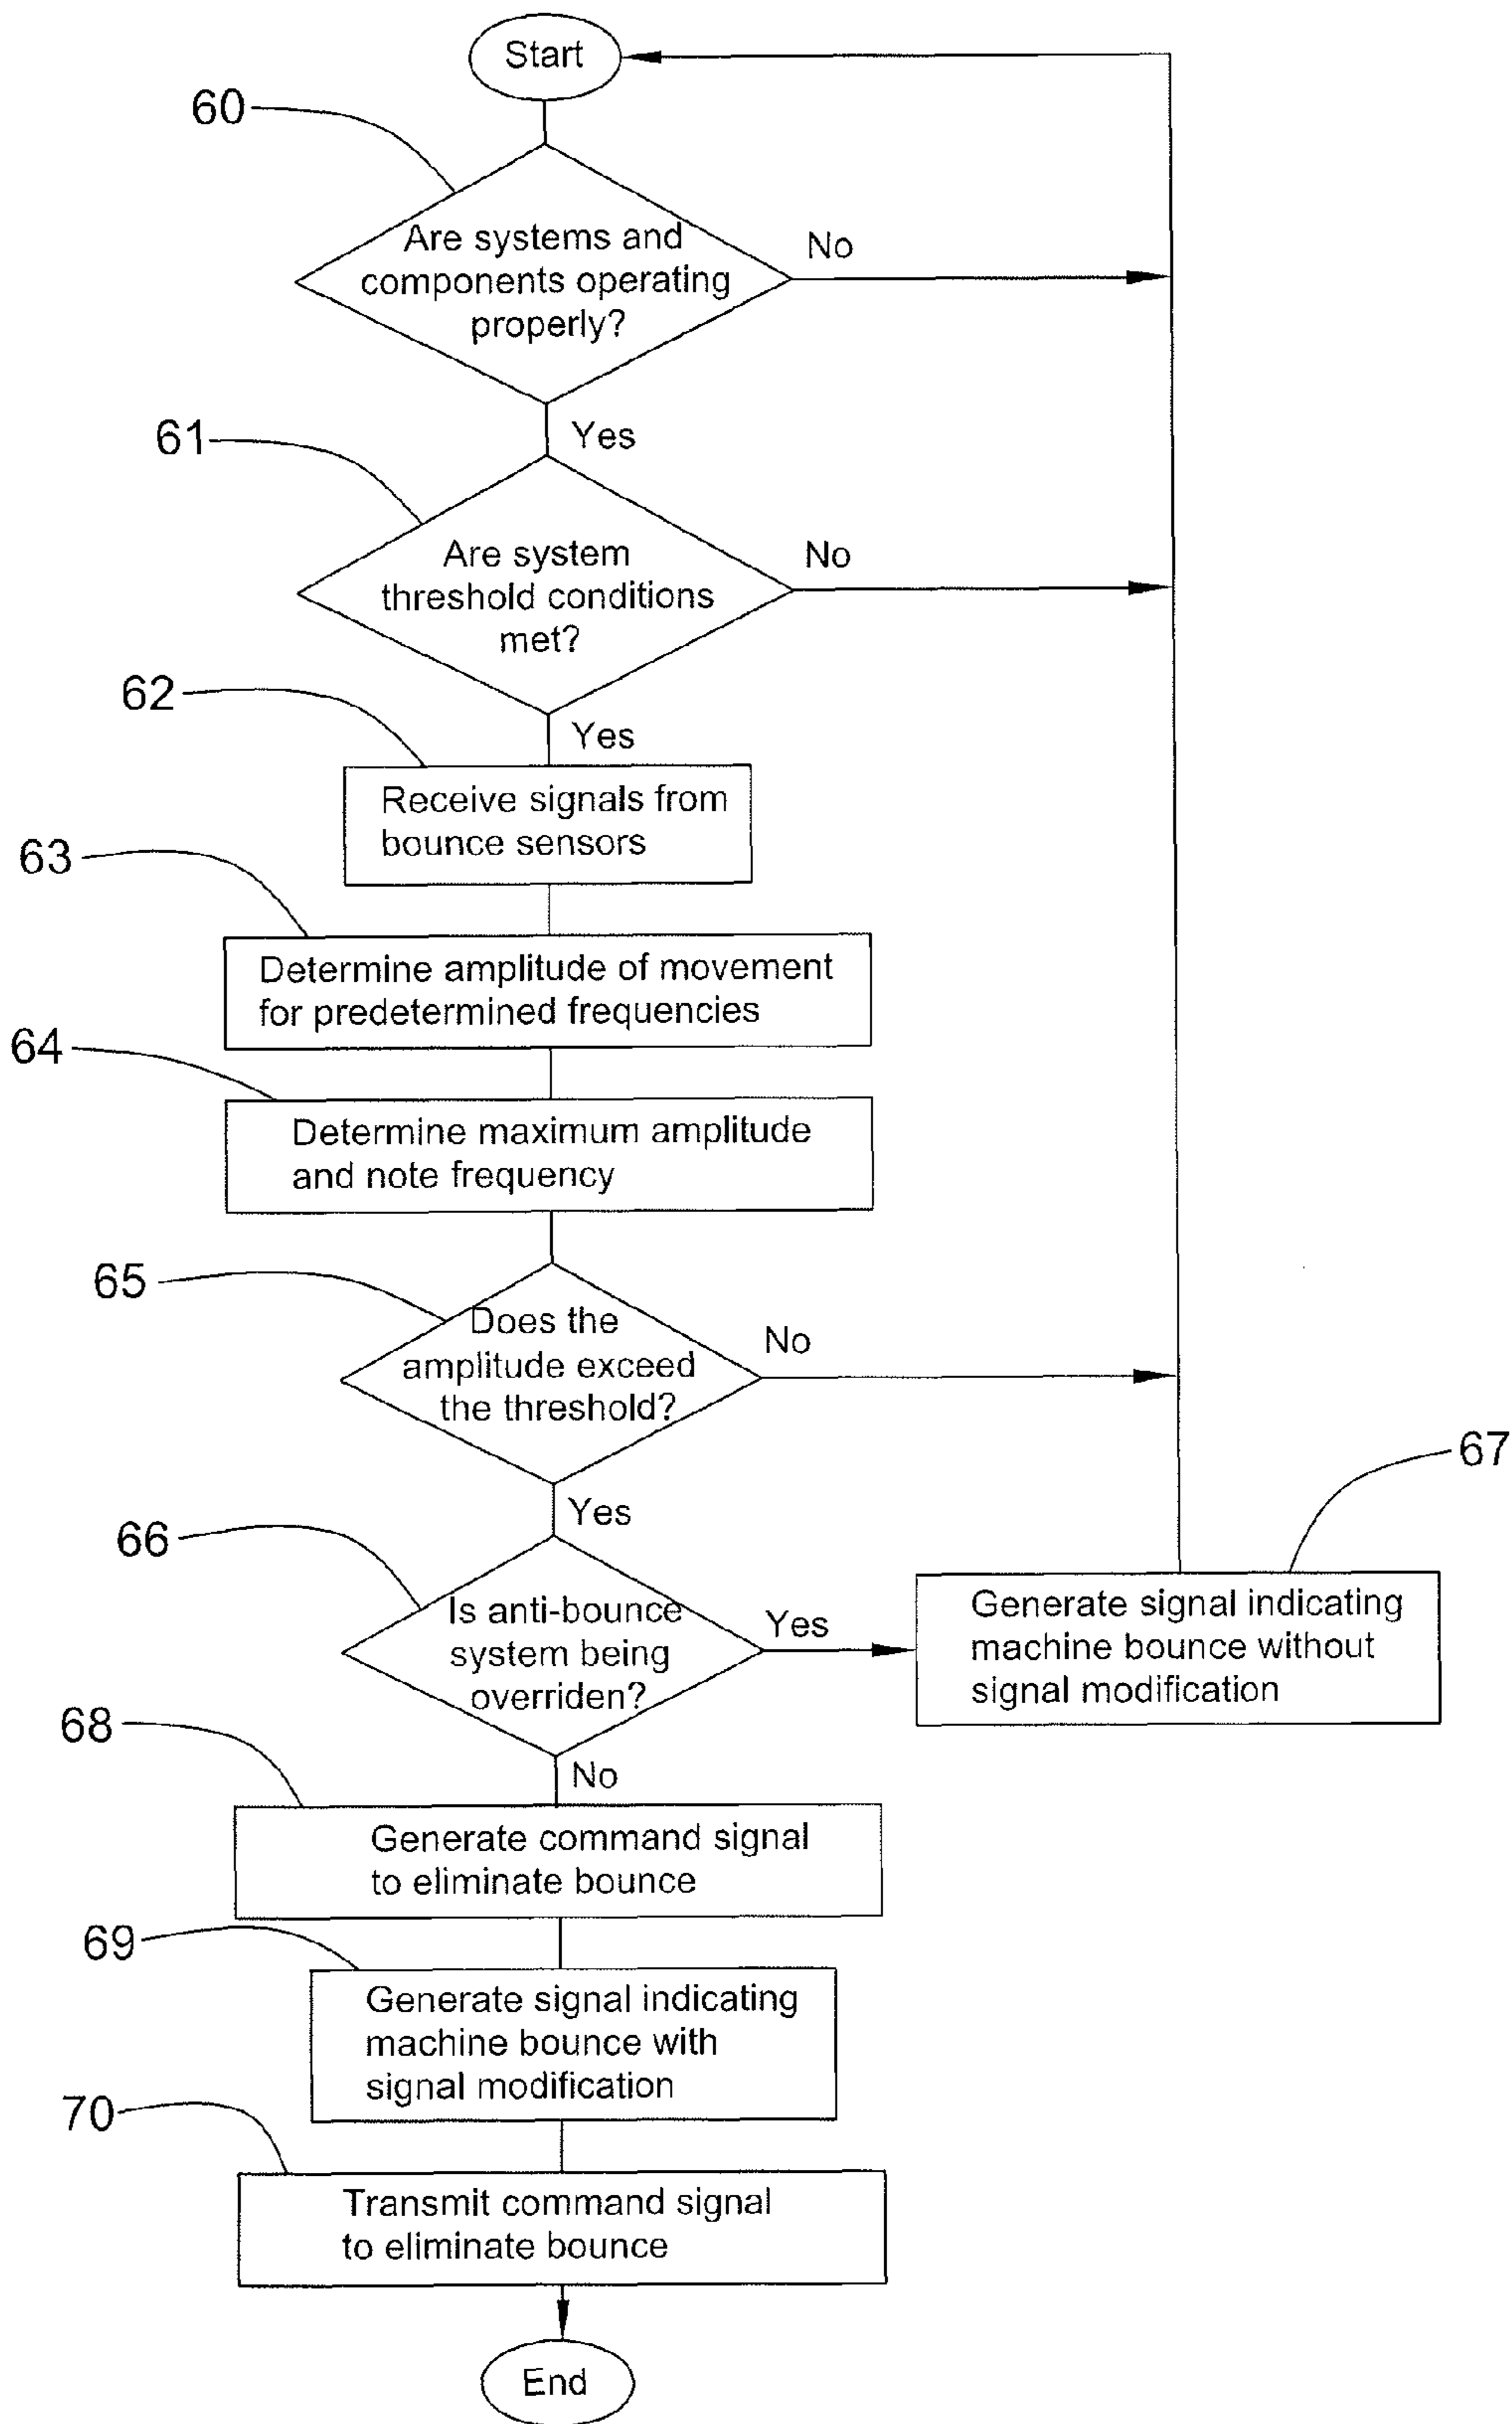 Start
60
Are systems and
components operating
properly?
No
Yes
61
Are system
threshold conditions
met?
No
Yes
62
Receive signals from
bounce sensors
63
Determine amplitude of movement
for predetermined frequencies
64
Determine maximum amplitude
and note frequency
65
Does the
amplitude exceed
the threshold?
No
Yes
66
Is anti-bounce
system being
overriden?
Yes
67
Generate signal indicating
machine bounce without
signal modification
No
68
Generate command signal
to eliminate bounce
69
Generate signal indicating
machine bounce with
signal modification
70
Transmit command signal
to eliminate bounce
End